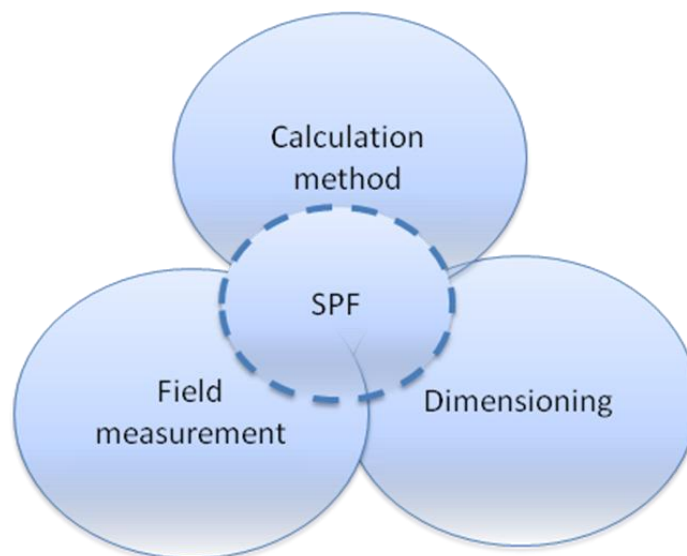 Calculation
method
SPF
Field
measurement
Dimensioning